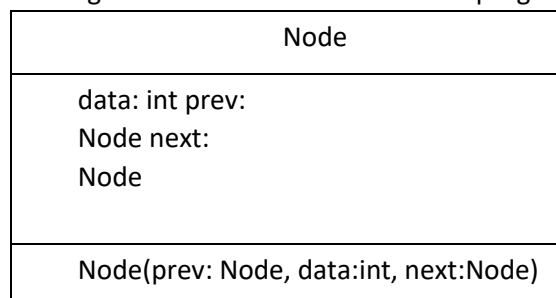 Node
data: int prev:
Node next:
Node
Node(prev: Node, data:int, next:Node)